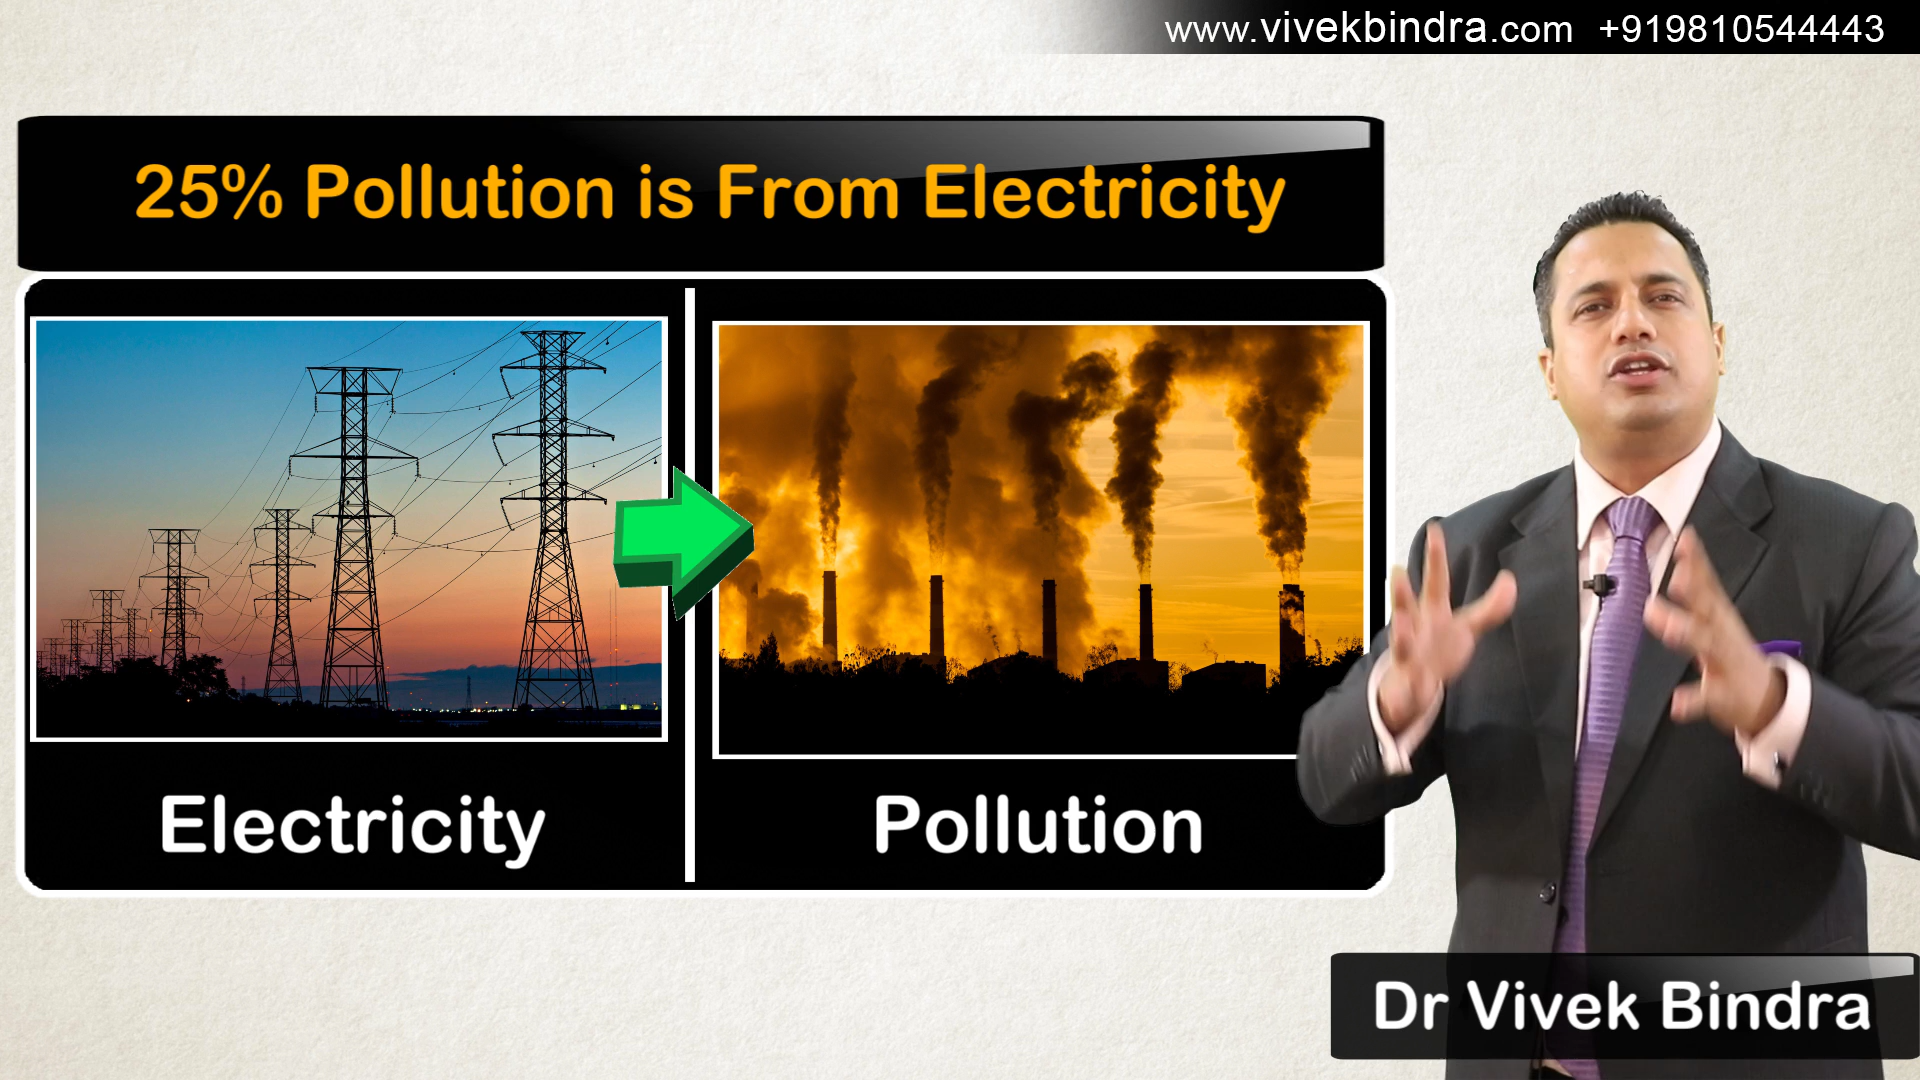 www.vivekbindra.com +919810544443
25% Pollution is From Electricity
Electricity
Pollution
Dr Vivek Bindra